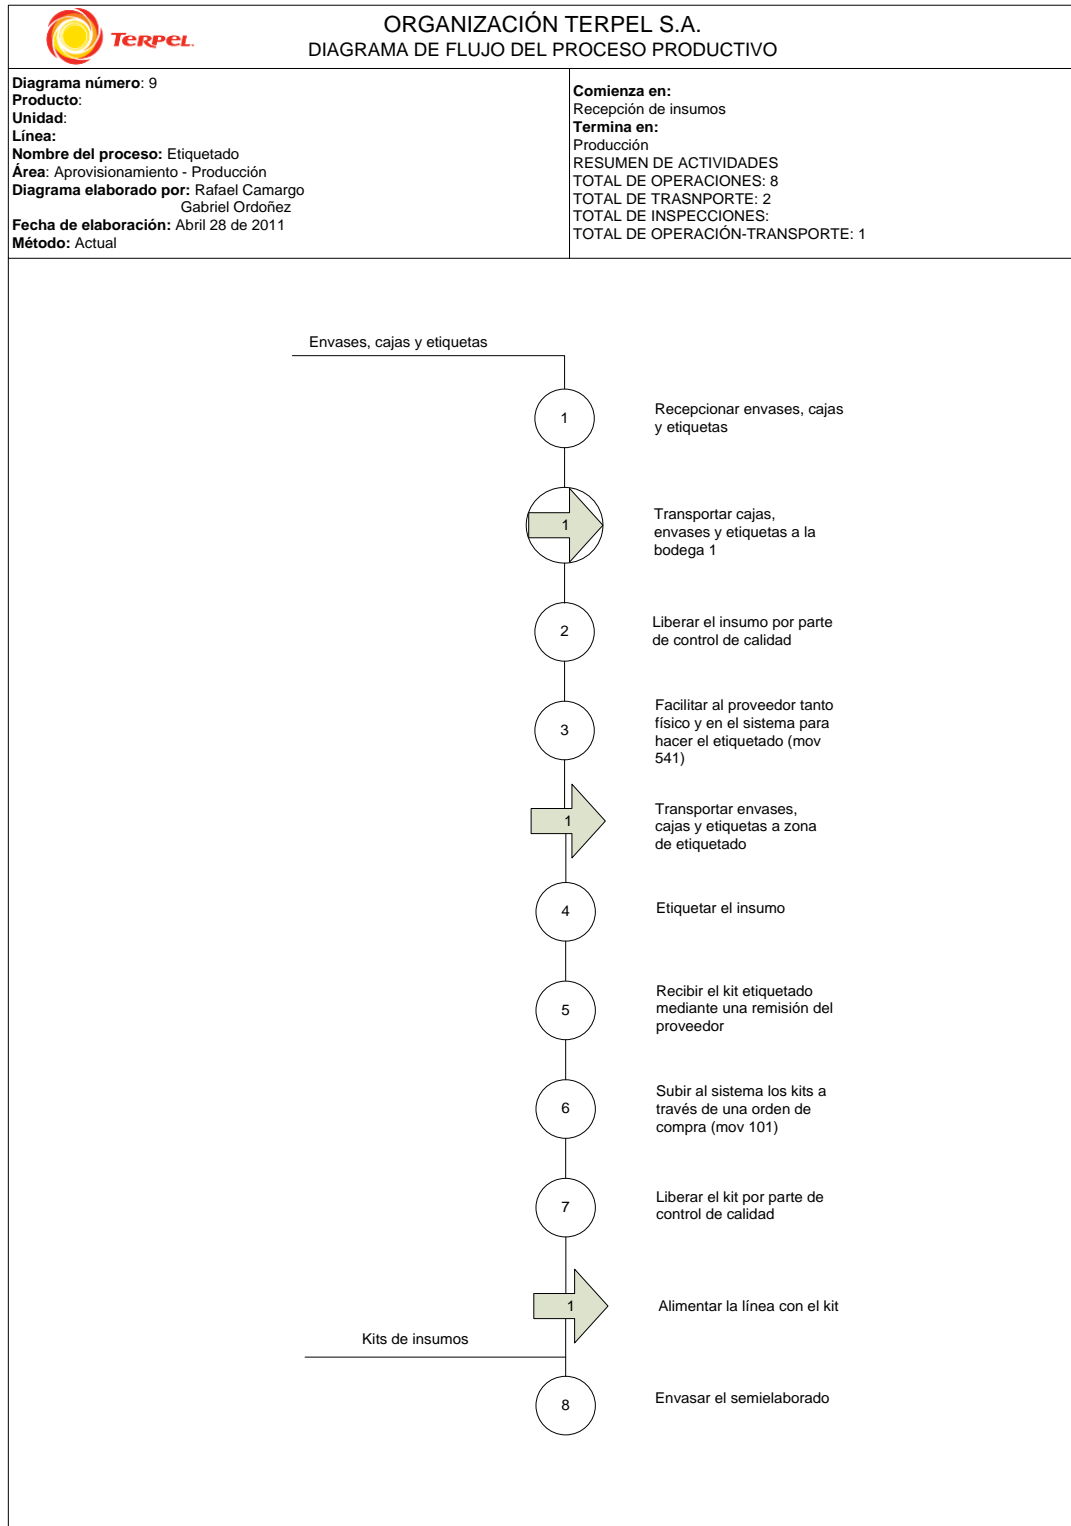 TERPEL.
ORGANIZACIÓN TERPEL S.A.
DIAGRAMA DE FLUJO DEL PROCESO PRODUCTIVO
Diagrama número: 9
Producto:
Unidad:
Línea:
Nombre del proceso: Etiquetado
Área: Aprovisionamiento - Producción
Diagrama elaborado por: Rafael Camargo
Gabriel Ordoñez
Fecha de elaboración: Abril 28 de 2011
Método: Actual
Comienza en:
Recepción de insumos
Termina en:
Producción
RESUMEN DE ACTIVIDADES
TOTAL DE OPERACIONES: 8
TOTAL DE TRASNPORTE: 2
TOTAL DE INSPECCIONES:
TOTAL DE OPERACIÓN-TRANSPORTE: 1
Envases, cajas y etiquetas
1
Recepcionar envases, cajas
y etiquetas
1
Transportar cajas,
envases y etiquetas a la
bodega 1
2
Liberar el insumo por parte
de control de calidad
3
Facilitar al proveedor tanto
físico y en el sistema para
hacer el etiquetado (mov
541)
1
Transportar envases,
cajas y etiquetas a zona
de etiquetado
4
Etiquetar el insumo
5
Recibir el kit etiquetado
mediante una remisión del
proveedor
6
Subir al sistema los kits a
través de una orden de
compra (mov 101)
7
Liberar el kit por parte de
control de calidad
1
Alimentar la línea con el kit
Kits de insumos
8
Envasar el semielaborado